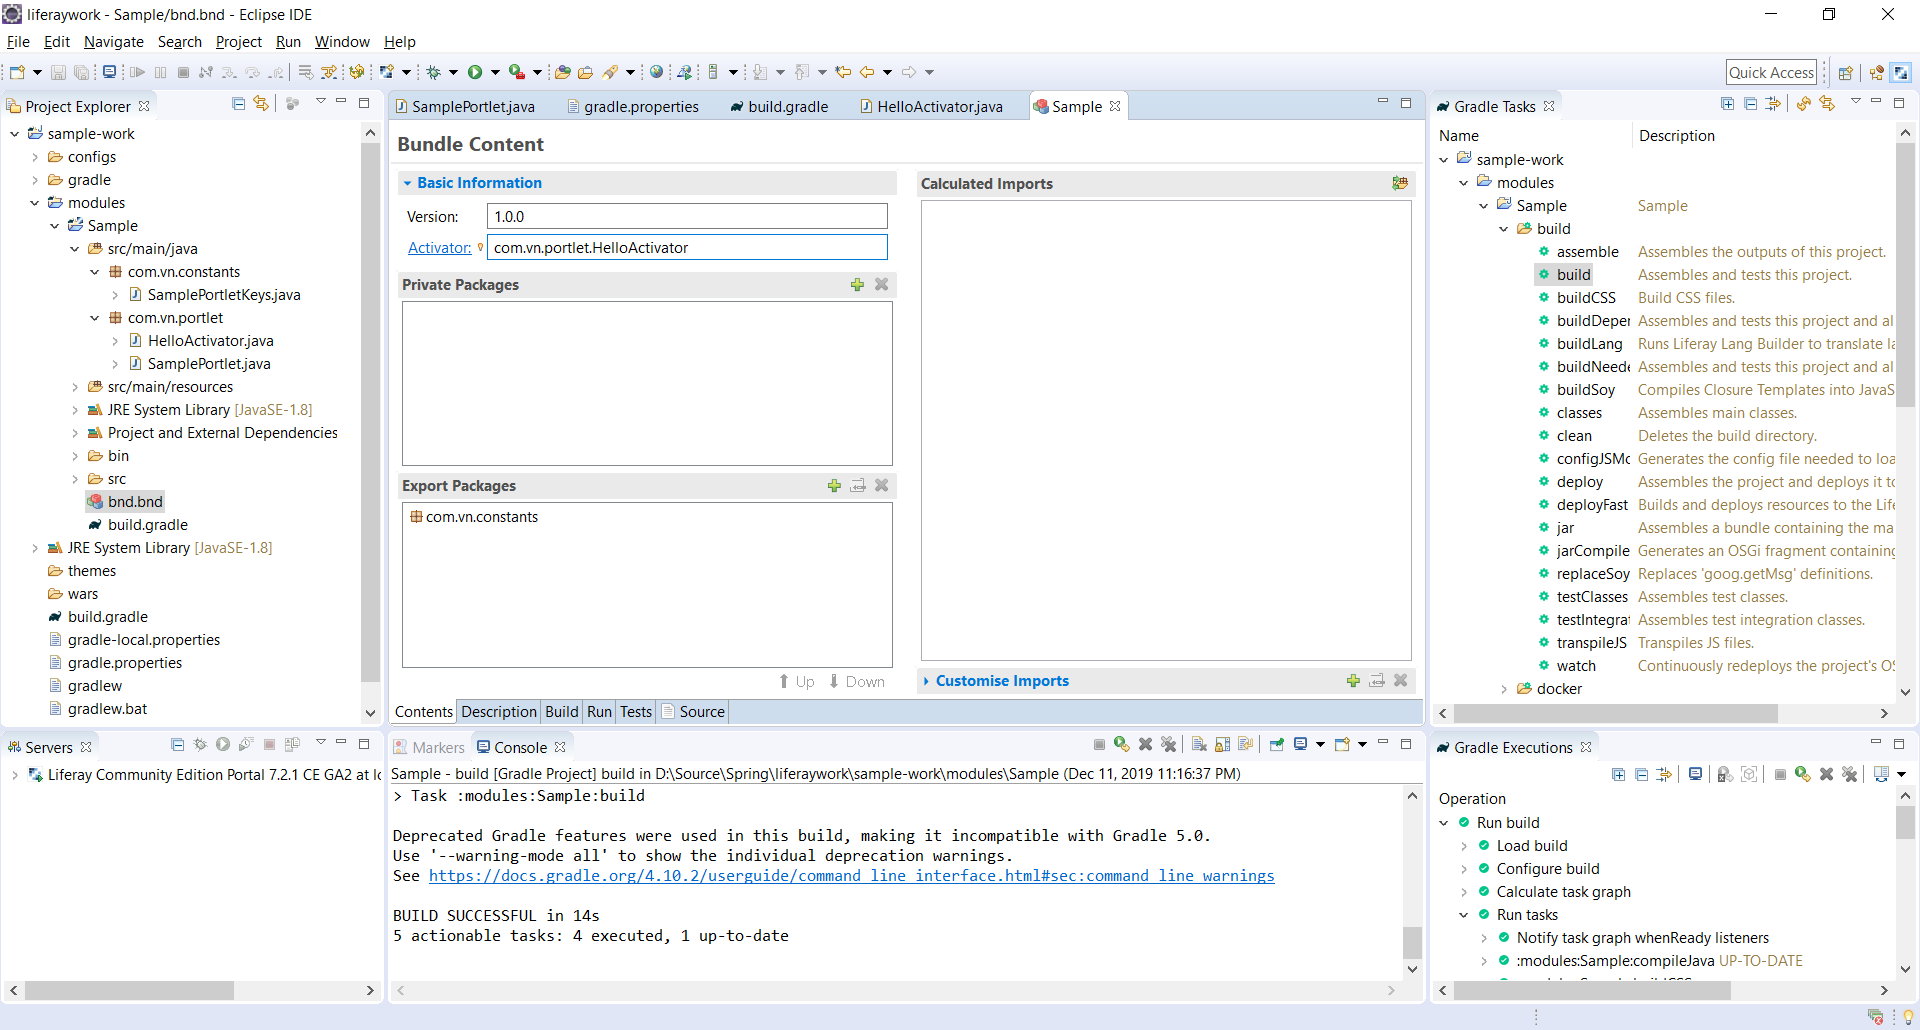 liferaywork - Sample/bnd.bnd - Eclipse IDE
File Edit Navigate Search Project Run Window Help
Quick Access
Project Explorer
sample-work
configs
gradle
modules
Sample
src/main/java
com.vn.constants
SamplePortletKeys.java
com.vn.portlet
HelloActivator.java
SamplePortlet.java
src/main/resources
JRE System Library [JavaSE-1.8]
Project and External Dependencies
bin
src
bnd.bnd
build.gradle
JRE System Library [JavaSE-1.8]
themes
wars
build.gradle
gradle-local.properties
gradle.properties
gradlew
gradlew.bat
SamplePortlet.java gradle.properties build.gradle HelloActivator.java Sample
Bundle Content
Basic Information
Version: 1.0.0
Activator: com.vn.portlet.HelloActivator
Private Packages
Export Packages
com.vn.constants
Up Down
Calculated Imports
Customise Imports
Contents Description Build Run Tests Source
Gradle Tasks
Name Description
sample-work
modules
Sample Sample
build
assemble Assembles the outputs of this project.
build Assembles and tests this project.
buildCSS Build CSS files.
buildDeper Assembles and tests this project and al
buildLang Runs Liferay Lang Builder to translate la
buildNeede Assembles and tests this project and al
buildSoy Compiles Closure Templates into JavaS
classes Assembles main classes.
clean Deletes the build directory.
configJSMo Generates the config file needed to loa
deploy Assembles the project and deploys it to
deployFast Builds and deploys resources to the Life
jar Assembles a bundle containing the ma
jarCompile Generates an OSGi fragment containing
replaceSoy Replaces 'goog.getMsg' definitions.
testClasses Assembles test classes.
testIntegrat Assembles test integration classes.
transpileJS Transpiles JS files.
watch Continuously redeploys the project's OS
docker
Servers
Liferay Community Edition Portal 7.2.1 CE GA2 at lo
Markers Console
Sample - build [Gradle Project] build in D:\Source\Spring\liferaywork\sample-work\modules\Sample (Dec 11, 2019 11:16:37 PM)
> Task :modules:Sample:build
Deprecated Gradle features were used in this build, making it incompatible with Gradle 5.0.
Use '--warning-mode all' to show the individual deprecation warnings.
See https://docs.gradle.org/4.10.2/userguide/command_line_interface.html#sec:command_line_warnings
BUILD SUCCESSFUL in 14s
5 actionable tasks: 4 executed, 1 up-to-date
Gradle Executions
Operation
Run build
Load build
Configure build
Calculate task graph
Run tasks
Notify task graph whenReady listeners
:modules:Sample:compileJava UP-TO-DATE